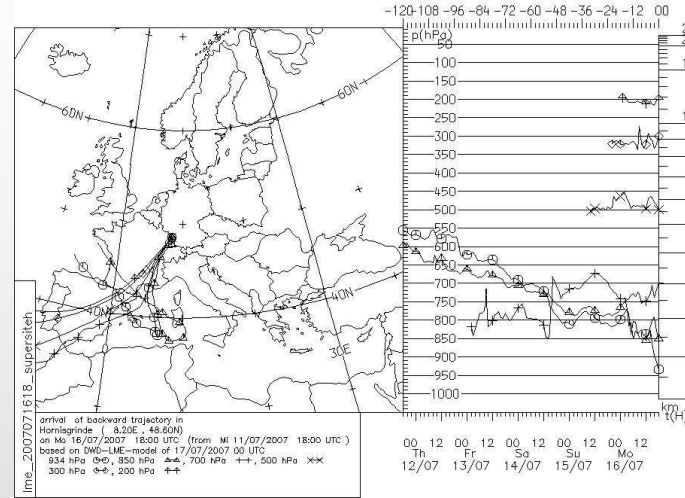 -120-108 -96 -84 -72 -60 -48 -36 -24 -12 00
p(hPa)
50
100
150
200
250
300
350
400
450
500
550
600
650
700
750
800
850
900
950
1000
km
t(H)
60N
60N
40N
40N
30E
lme_2007071618_supersiteh
arrival of backward trajectory in
Hornisgrinde ( 8.20E , 48.60N)
on Mo 16/07/2007 18:00 UTC (from Mi 11/07/2007 18:00 UTC )
based on DWD-LME-model of 17/07/2007 00 UTC
934 hPa , 850 hPa , 700 hPa , 500 hPa
300 hPa , 200 hPa
00 12 00 12 00 12 00 12 00 12
Th Fr Sa Su Mo
12/07 13/07 14/07 15/07 16/07